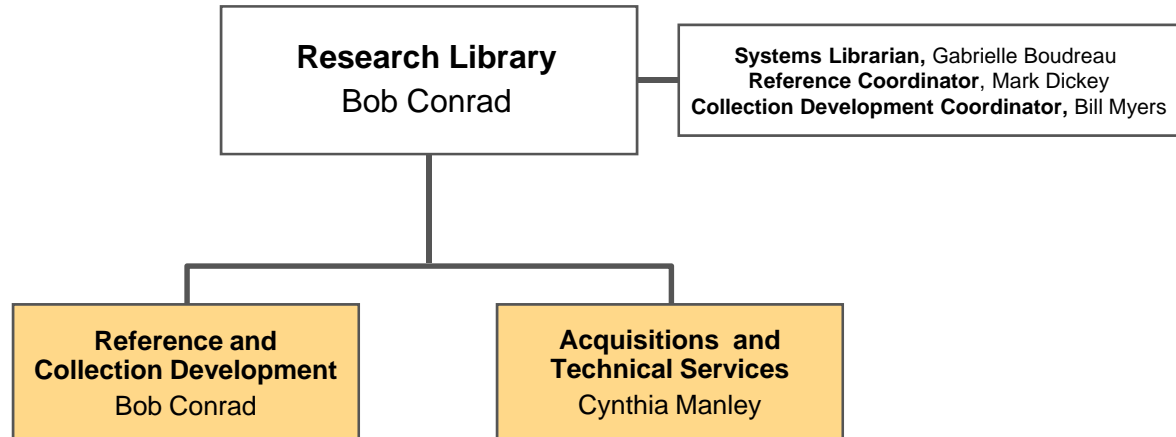 Research Library
Bob Conrad
Systems Librarian, Gabrielle Boudreau
Reference Coordinator, Mark Dickey
Collection Development Coordinator, Bill Myers
Reference and
Collection Development
Bob Conrad
Acquisitions and
Technical Services
Cynthia Manley